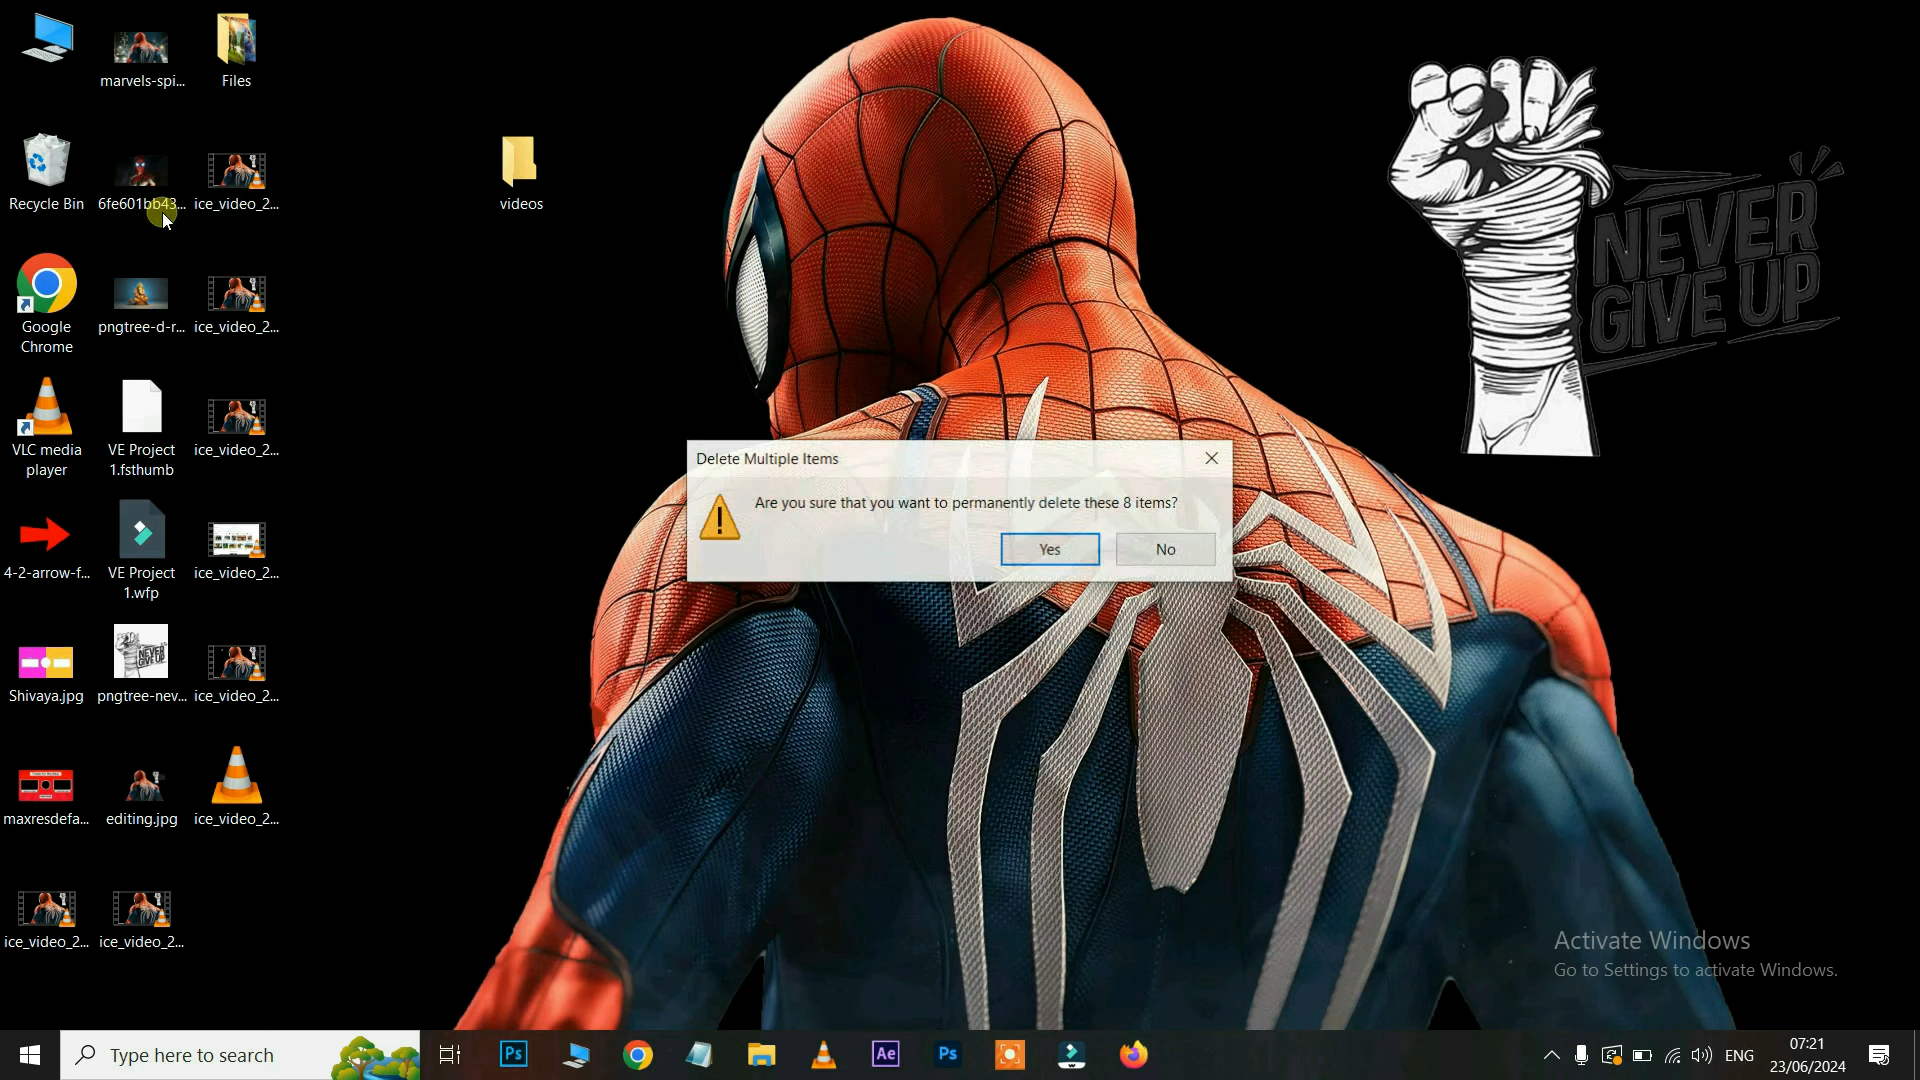 marvels-spi...
Files
Recycle Bin
6fe601bb43...
ice_video_2...
videos
Google
Chrome
pngtree-d-r...
ice_video_2...
VLC media
player
VE Project
1.fsthumb
ice_video_2...
4-2-arrow-f...
VE Project
1.wfp
ice_video_2...
Shivaya.jpg
pngtree-nev...
ice_video_2...
maxresdefa...
editing.jpg
ice_video_2...
ice_video_2...
ice_video_2...
NEVER
GIVE UP
Delete Multiple Items
Are you sure that you want to permanently delete these 8 items?
Yes
No
Activate Windows
Go to Settings to activate Windows.
Type here to search
Ps
Ae
Ps
ENG
07:21
23/06/2024